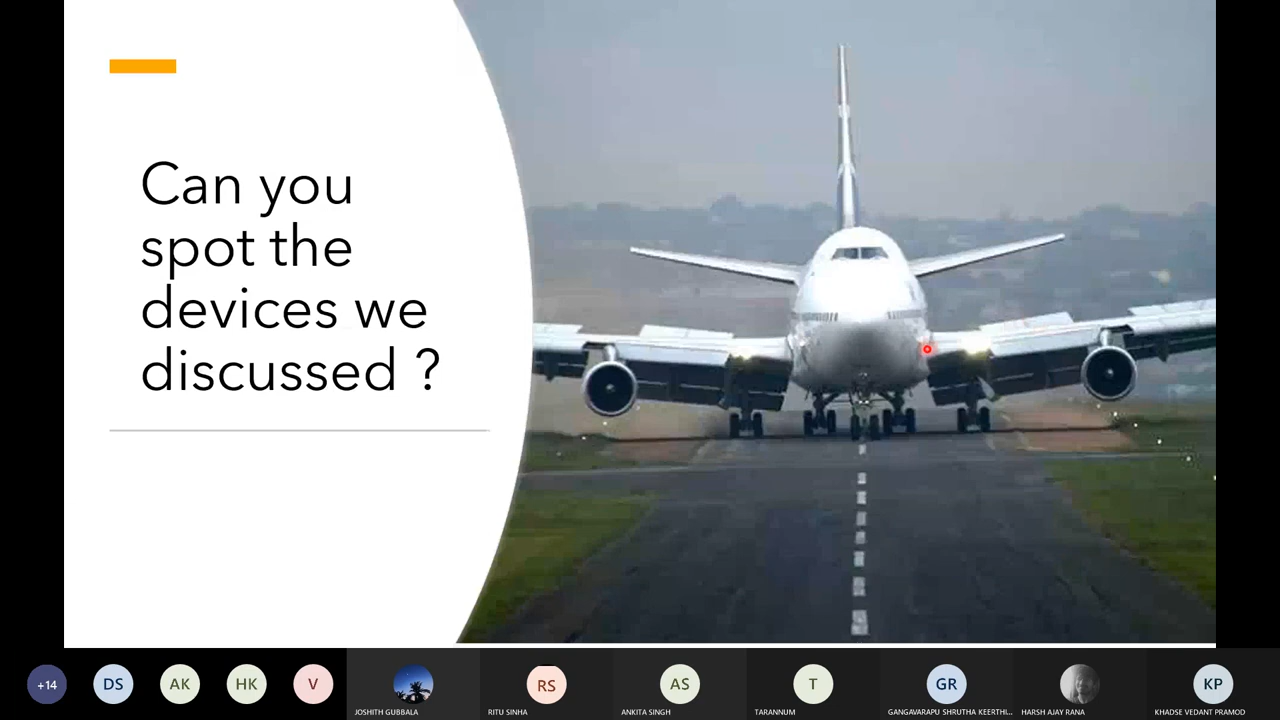 Can you
spot the
devices we
discussed ?
+14
DS
AK
HK
V
RS
AS
T
GR
KP
JOSHITH GUBBALA
RITU SINHA
ANKITA SINGH
TARANNUM
GANGAVARAPU SHRUTHA KEERTHI...
HARSH AJAY RANA
KHADSE VEDANT PRAMOD